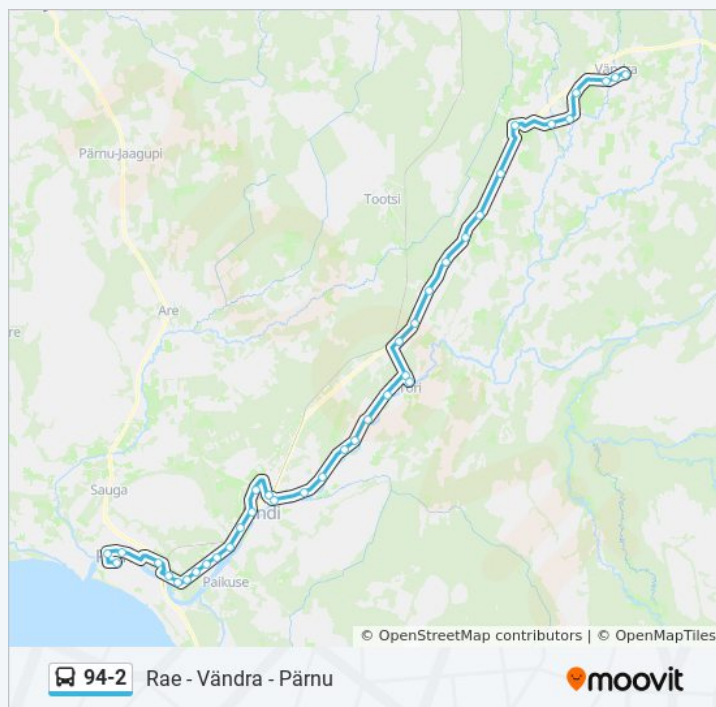 Vändra
Pärnu-Jaagupi
Tootsi
Are
Sauga
Paikuse
© OpenStreetMap contributors | © OpenMapTiles
94-2 Rae - Vändra - Pärnu
moovit